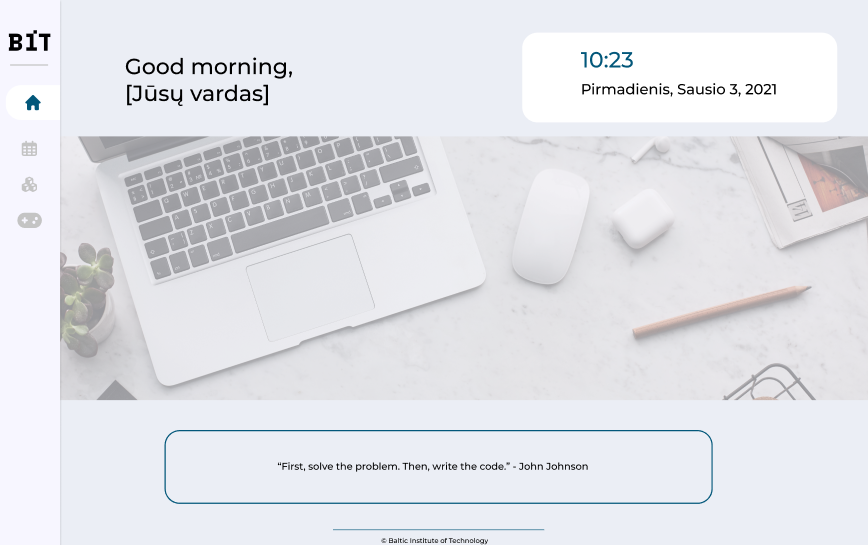 BIT
Good morning,
[Jūsų vardas]
10:23
Pirmadienis, Sausio 3, 2021
“First, solve the problem. Then, write the code.” - John Johnson
© Baltic Institute of Technology